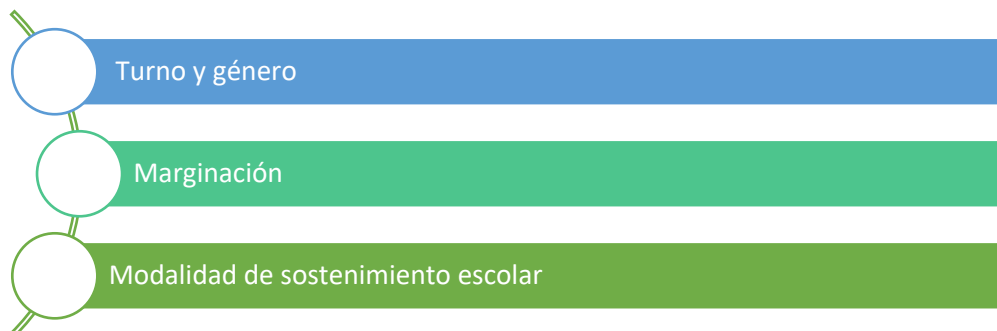 Turno y género
Marginación
Modalidad de sostenimiento escolar